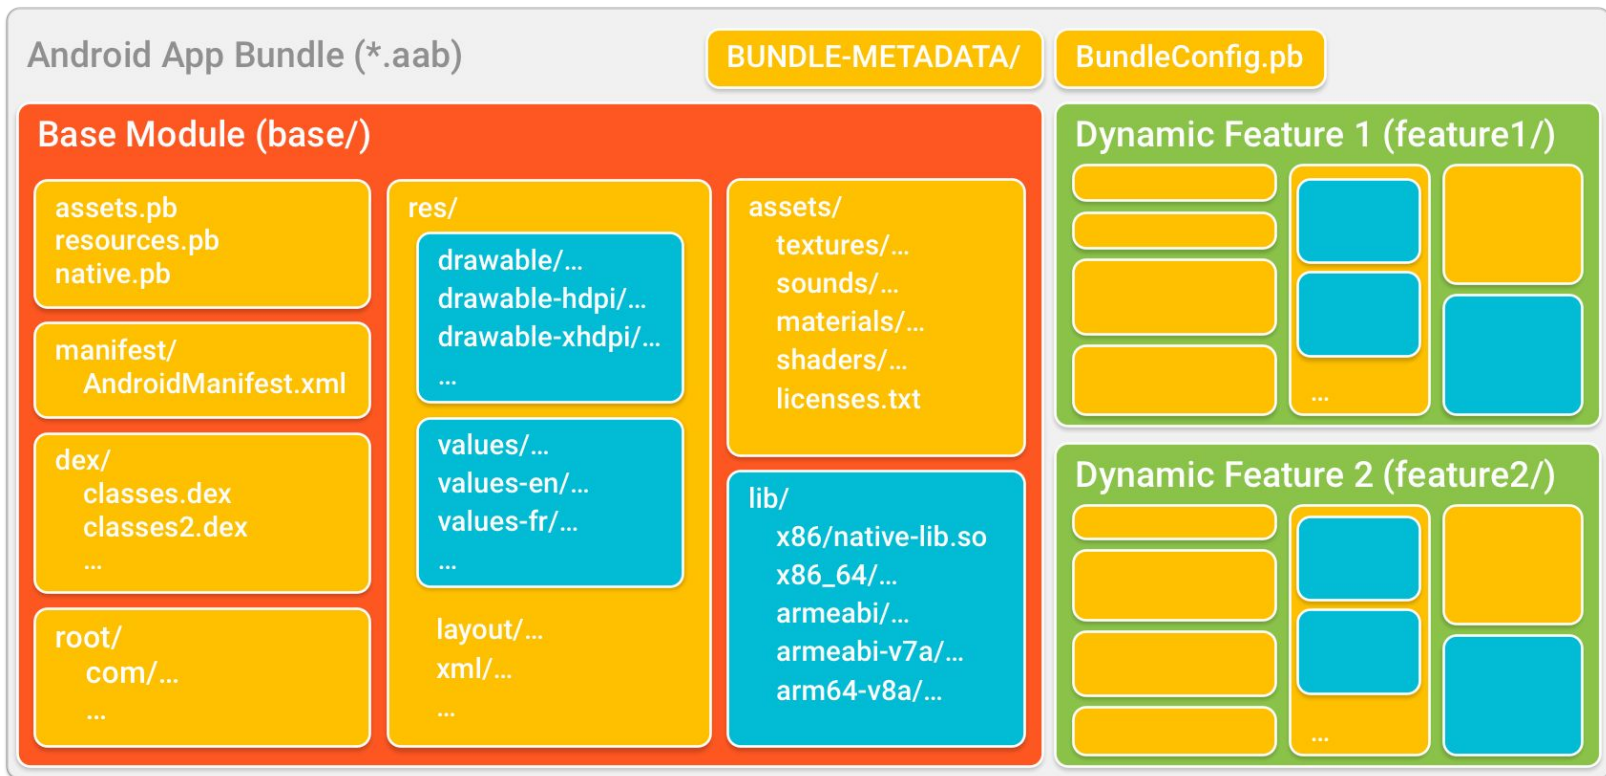 Android App Bundle (*.aab)
BUNDLE-METADATA/
BundleConfig.pb
Base Module (base/)
assets.pb
resources.pb
native.pb
manifest/
AndroidManifest.xml
dex/
classes.dex
classes2.dex
…
root/
com/…
…
res/
drawable/…
drawable-hdpi/…
drawable-xhdpi/…
…
values/…
values-en/…
values-fr/…
…
layout/…
xml/…
…
assets/
textures/…
sounds/…
materials/…
shaders/…
licenses.txt
lib/
x86/native-lib.so
x86_64/…
armeabi/…
armeabi-v7a/…
arm64-v8a/…
Dynamic Feature 1 (feature1/)
…
Dynamic Feature 2 (feature2/)
…